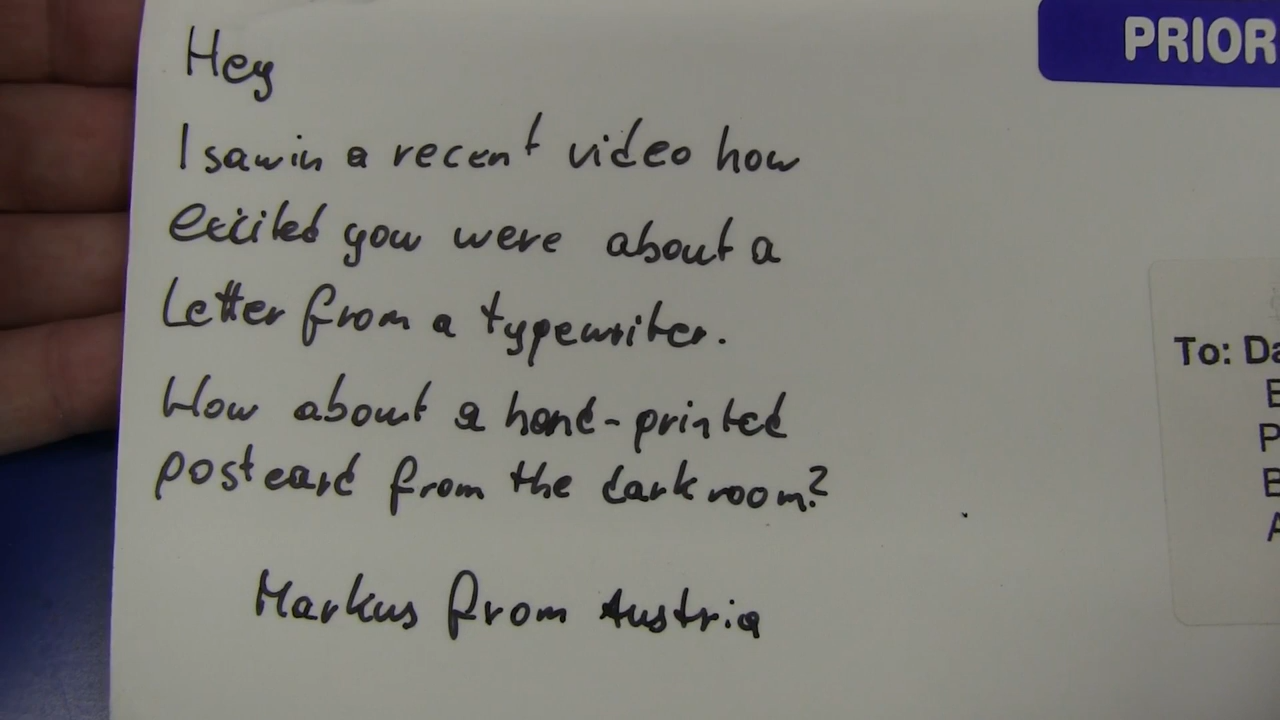 Hey
I saw in a recent video how
excited you were about a
Letter from a typewriter.
How about a hand-printed
postcard from the darkroom?
Markus from Austria
PRIOR
To: Da
E
P
B
A